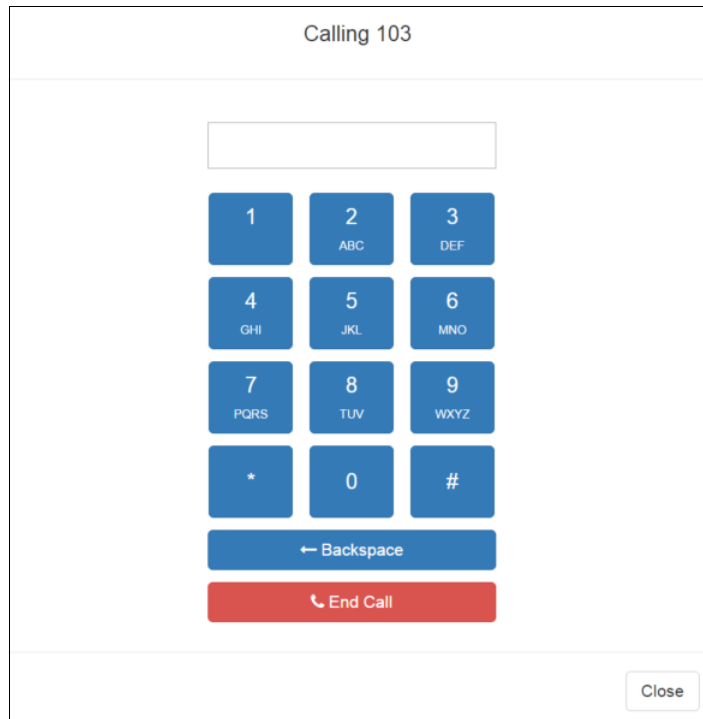 Calling 103
1 2 3
ABC DEF
4 5 6
GHI JKL MNO
7 8 9
PQRS TUV WXYZ
* 0 #
← Backspace
End Call
Close